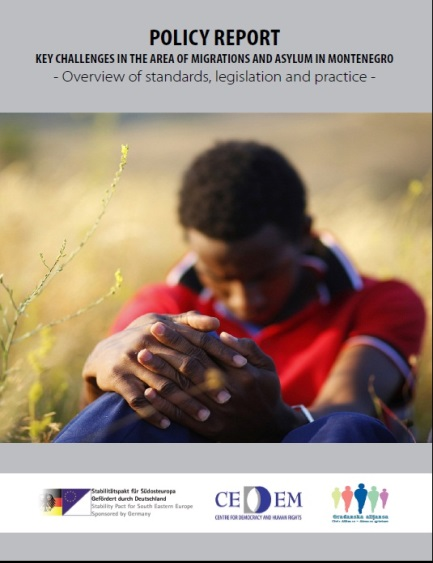 POLICY REPORT
KEY CHALLENGES IN THE AREA OF MIGRATIONS AND ASYLUM IN MONTENEGRO
- Overview of standards, legislation and practice -
Stabilitätspakt für Südosteuropa
Gefördert durch Deutschland
Stability Pact for South Eastern Europe
Sponsored by Germany
CEDEM
CENTRE FOR DEMOCRACY AND HUMAN RIGHTS
Građanska alijansa